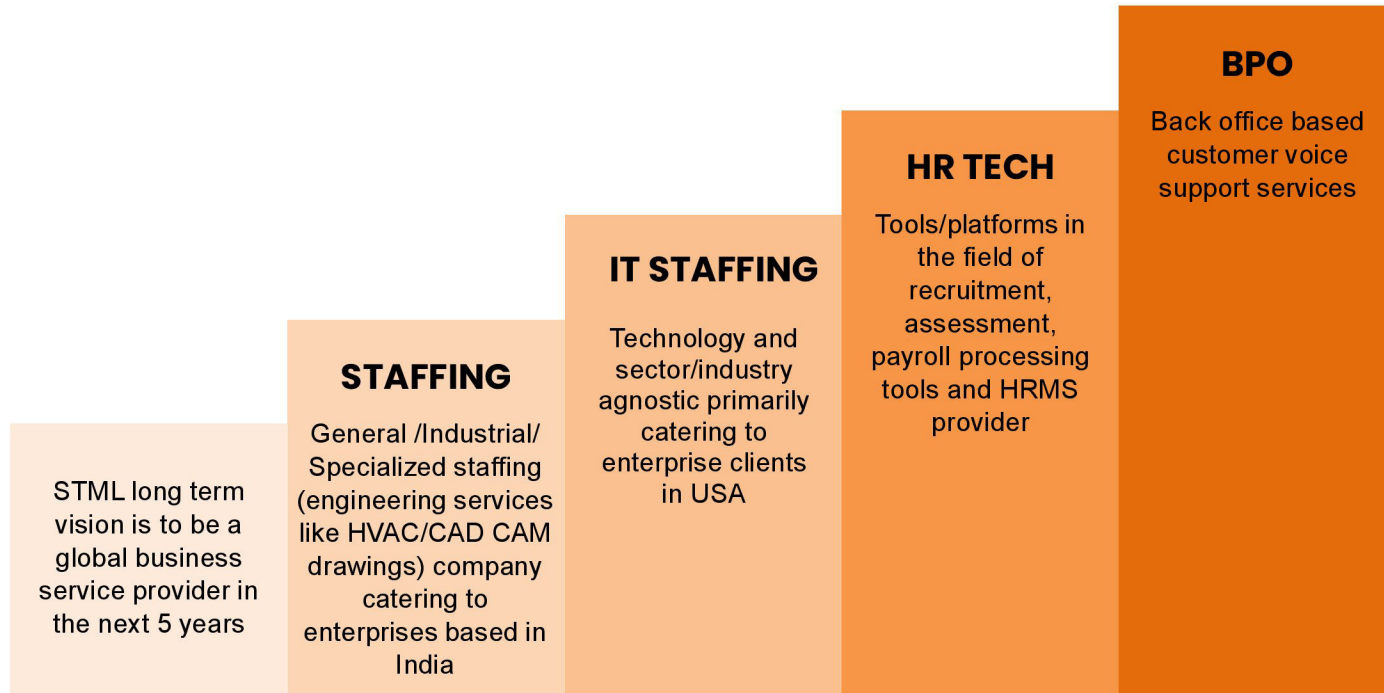 STML long term
vision is to be a
global business
service provider in
the next 5 years
STAFFING
General /Industrial/
Specialized staffing
(engineering services
like HVAC/CAD CAM
drawings) company
catering to
enterprises based in
India
IT STAFFING
Technology and
sector/industry
agnostic primarily
catering to
enterprise clients
in USA
HR TECH
Tools/platforms in
the field of
recruitment,
assessment,
payroll processing
tools and HRMS
provider
BPO
Back office based
customer voice
support services